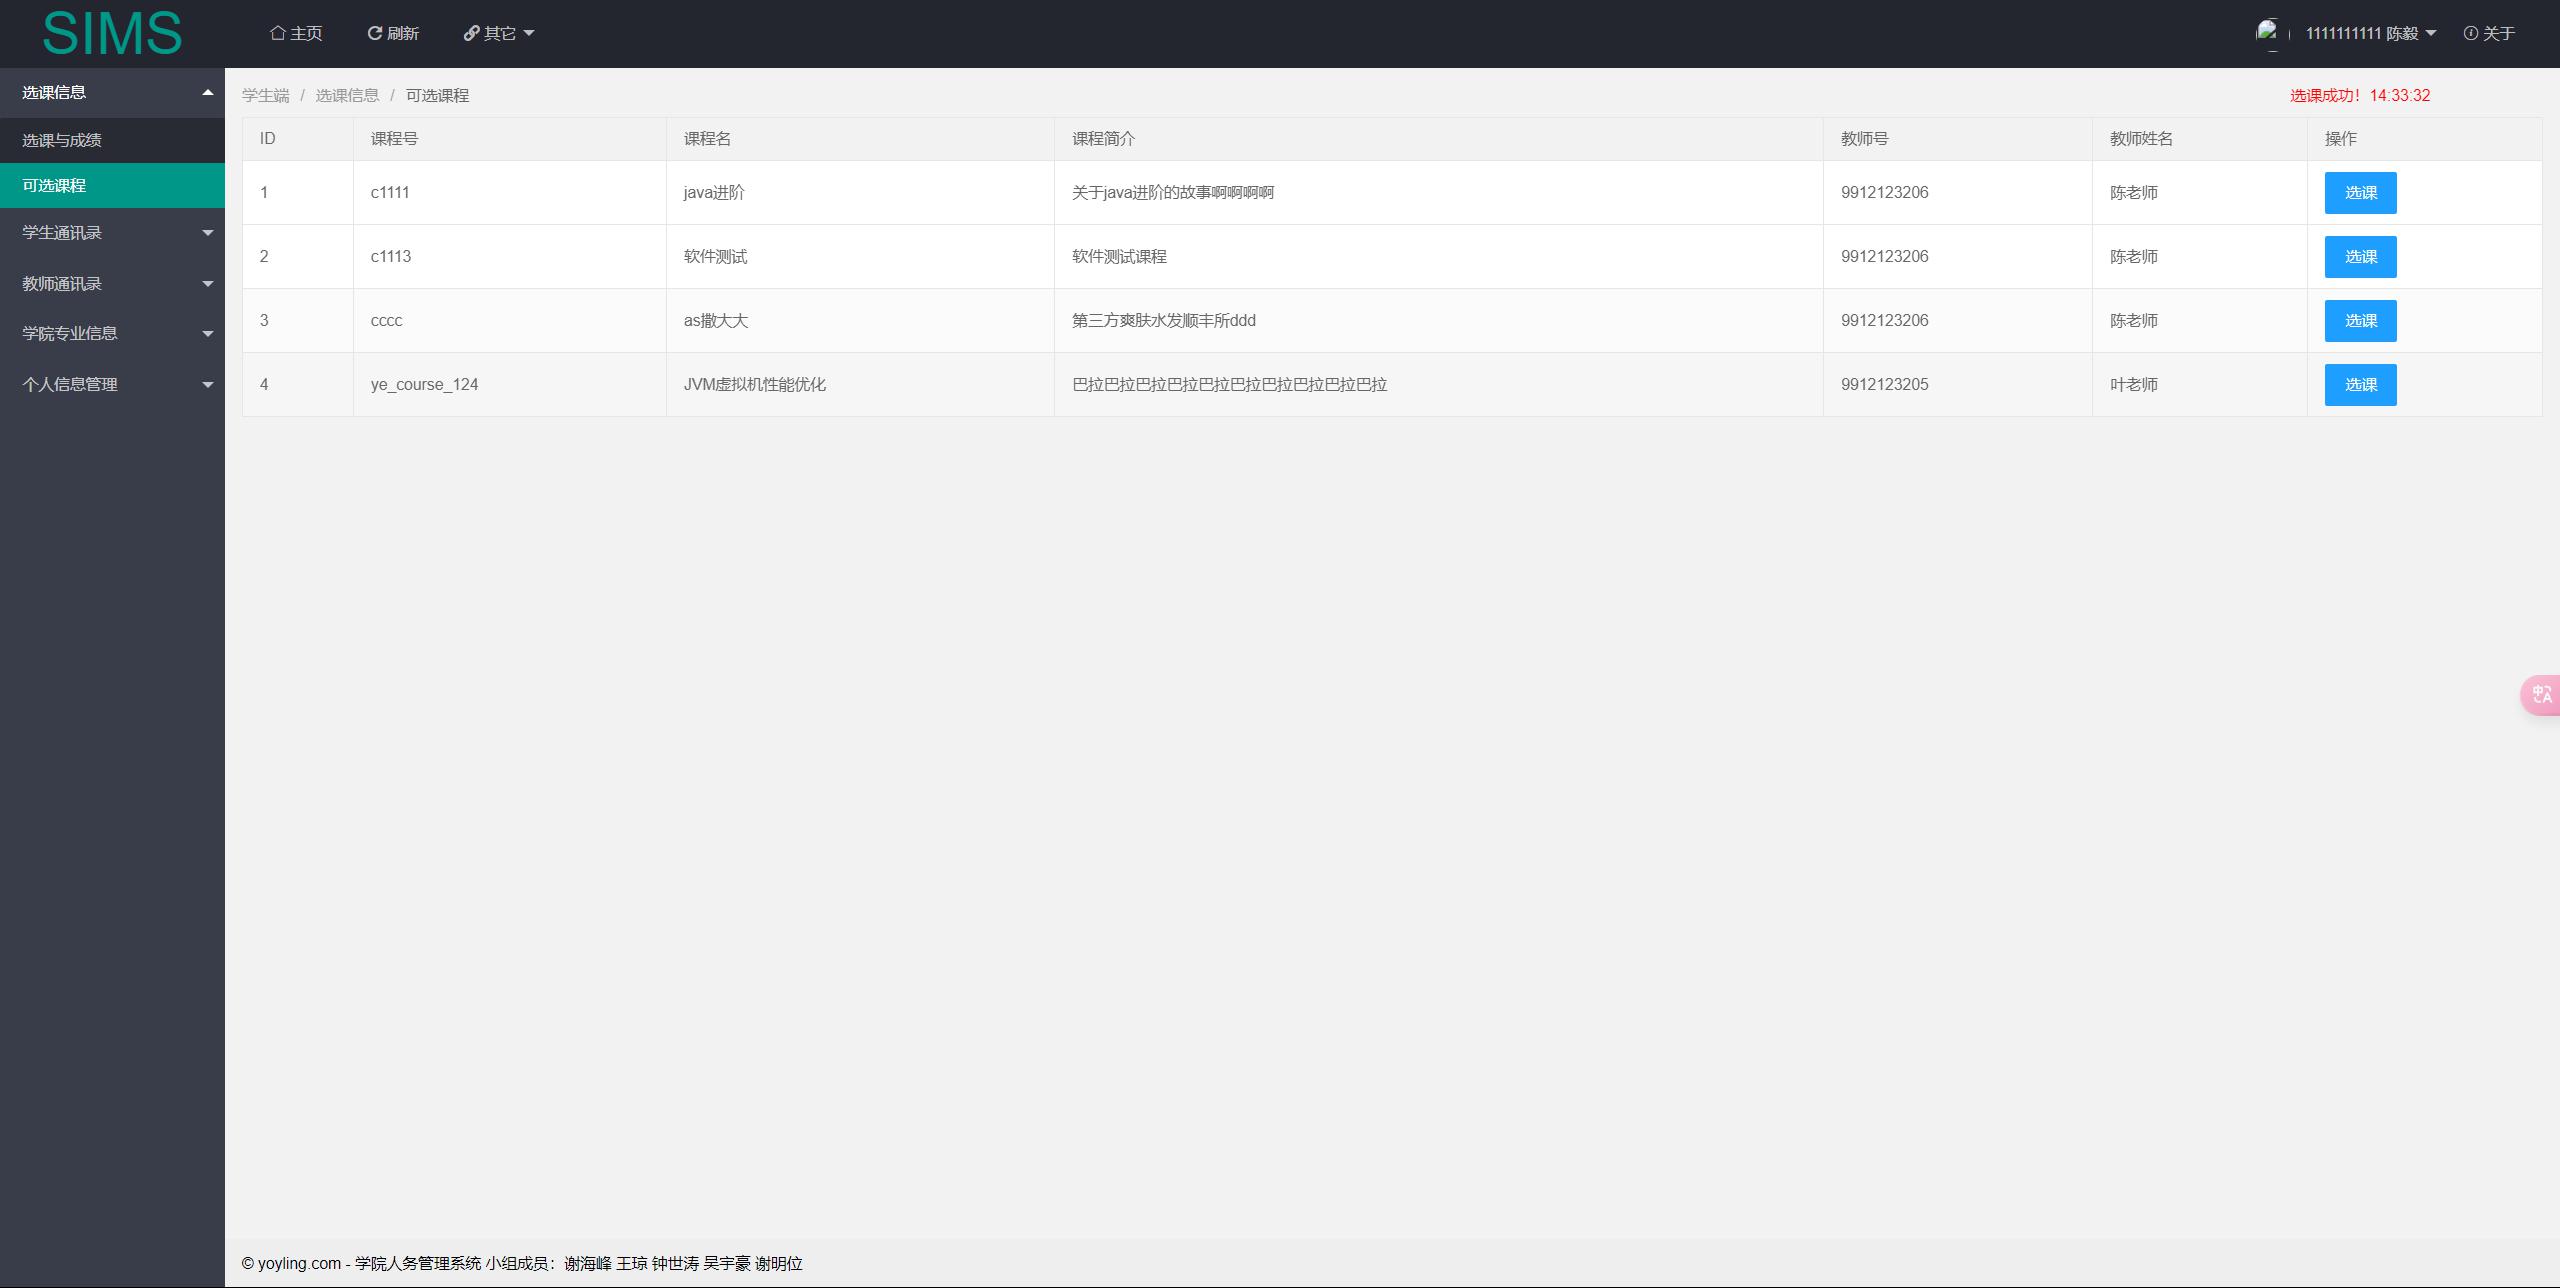 SIMS
主页 刷新 其它
1111111111 陈毅 关于
选课信息
选课与成绩
可选课程
学生通讯录
教师通讯录
学院专业信息
个人信息管理
学生端 / 选课信息 / 可选课程
选课成功！14:33:32
ID 课程号 课程名 课程简介 教师号 教师姓名 操作
1 c1111 java进阶 关于java进阶的故事啊啊啊啊 9912123206 陈老师 选课
2 c1113 软件测试 软件测试课程 9912123206 陈老师 选课
3 cccc as撒大大 第三方爽肤水发顺丰所ddd 9912123206 陈老师 选课
4 ye_course_124 JVM虚拟机性能优化 巴拉巴拉巴拉巴拉巴拉巴拉巴拉巴拉巴拉巴拉 9912123205 叶老师 选课
中A
© yoyling.com - 学院人务管理系统 小组成员：谢海峰 王琼 钟世涛 吴宇豪 谢明位